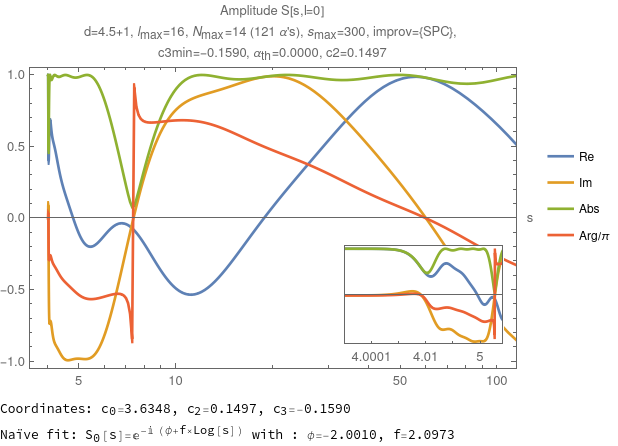 Amplitude S[s,l=0]
d=4.5+1, lmax=16, Nmax=14 (121 α's), smax=300, improv={SPC},
c3min=-0.1590, αth=0.0000, c2=0.1497
1.0
0.5
0.0
-0.5
-1.0
5
10
50
100
s
Re
Im
Abs
Arg/π
4.0001
4.01
5
Coordinates: c0=3.6348, c2=0.1497, c3=-0.1590
Naïve fit: S0[s]=e^-i (ϕ+f×Log[s]) with : ϕ=-2.0010, f=2.0973